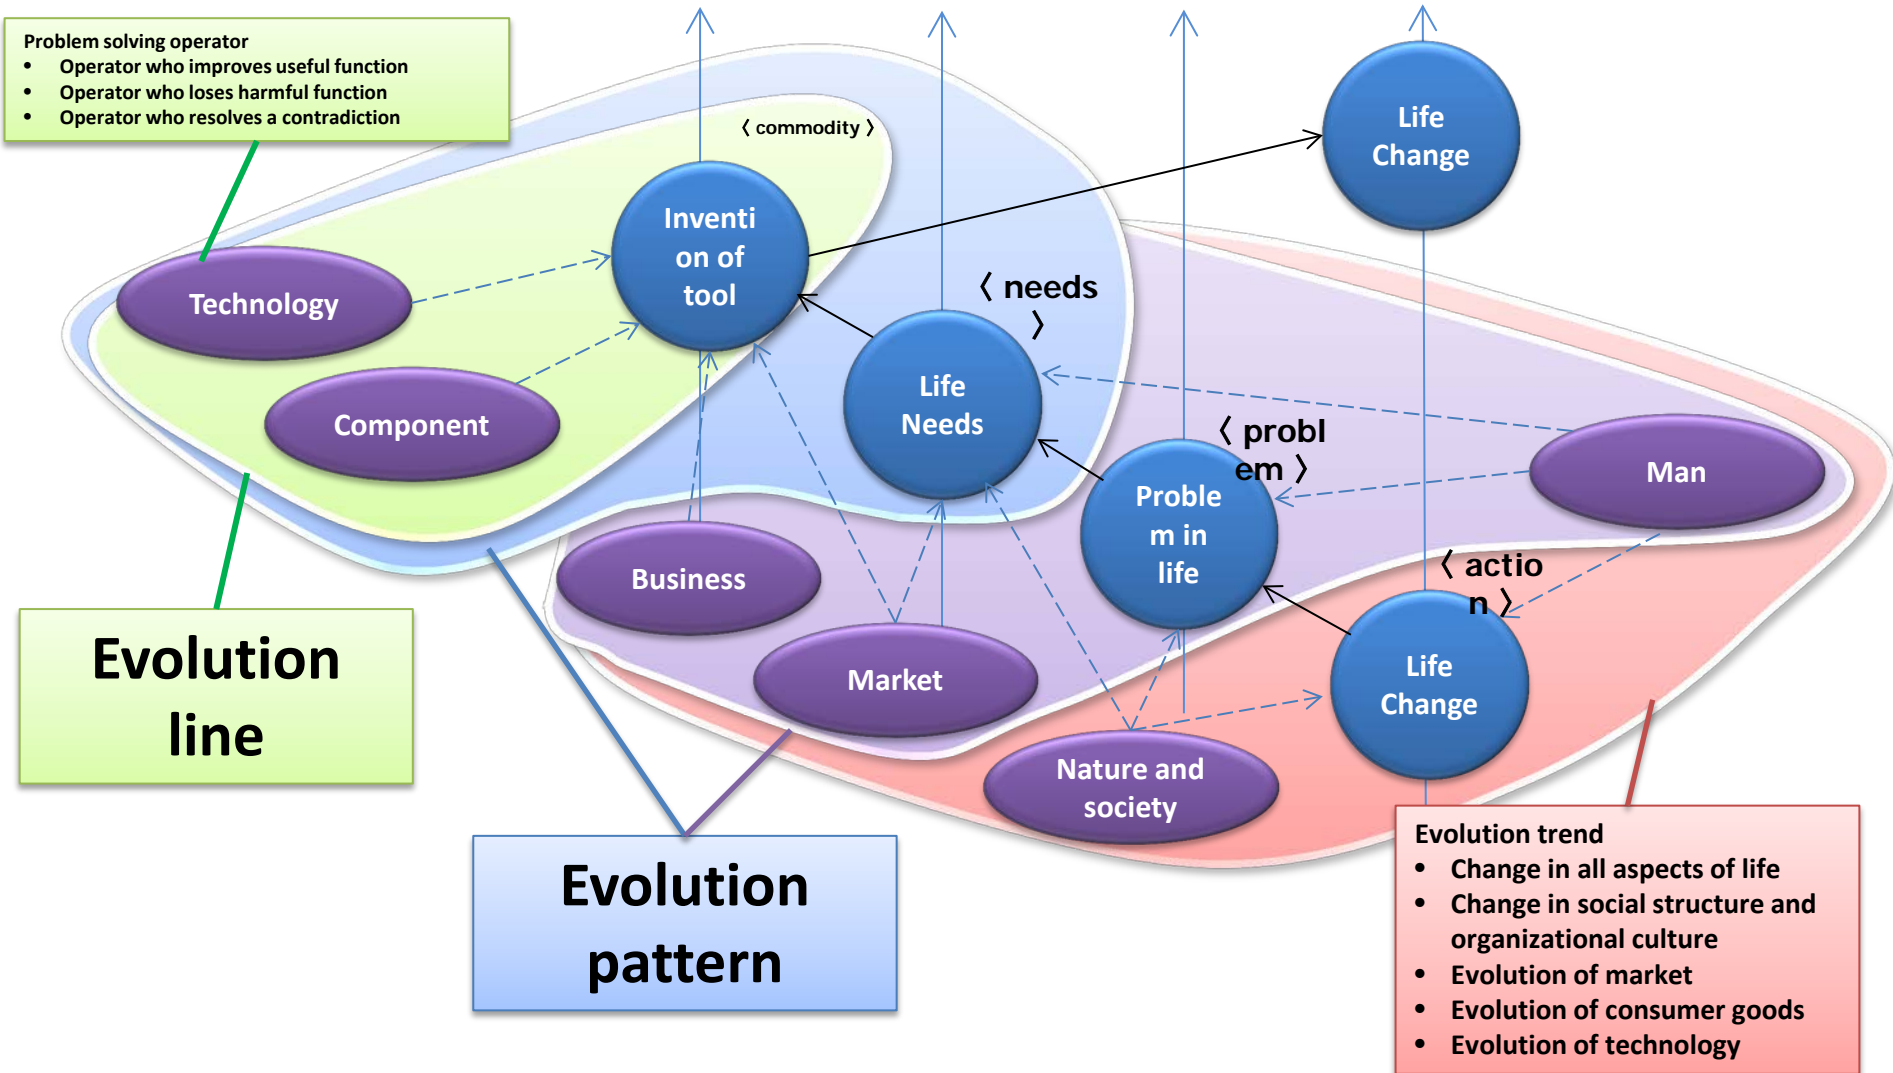 Problem solving operator
• Operator who improves useful function
• Operator who loses harmful function
• Operator who resolves a contradiction
〈 commodity 〉
Life
Change
Inventi
on of
tool
Technology
〈 needs
〉
Component
Life
Needs
〈 probl
em 〉
Man
Proble
m in
life
Business
〈 actio
n 〉
Evolution
line
Market
Life
Change
Nature and
society
Evolution
pattern
Evolution trend
• Change in all aspects of life
• Change in social structure and
organizational culture
• Evolution of market
• Evolution of consumer goods
• Evolution of technology